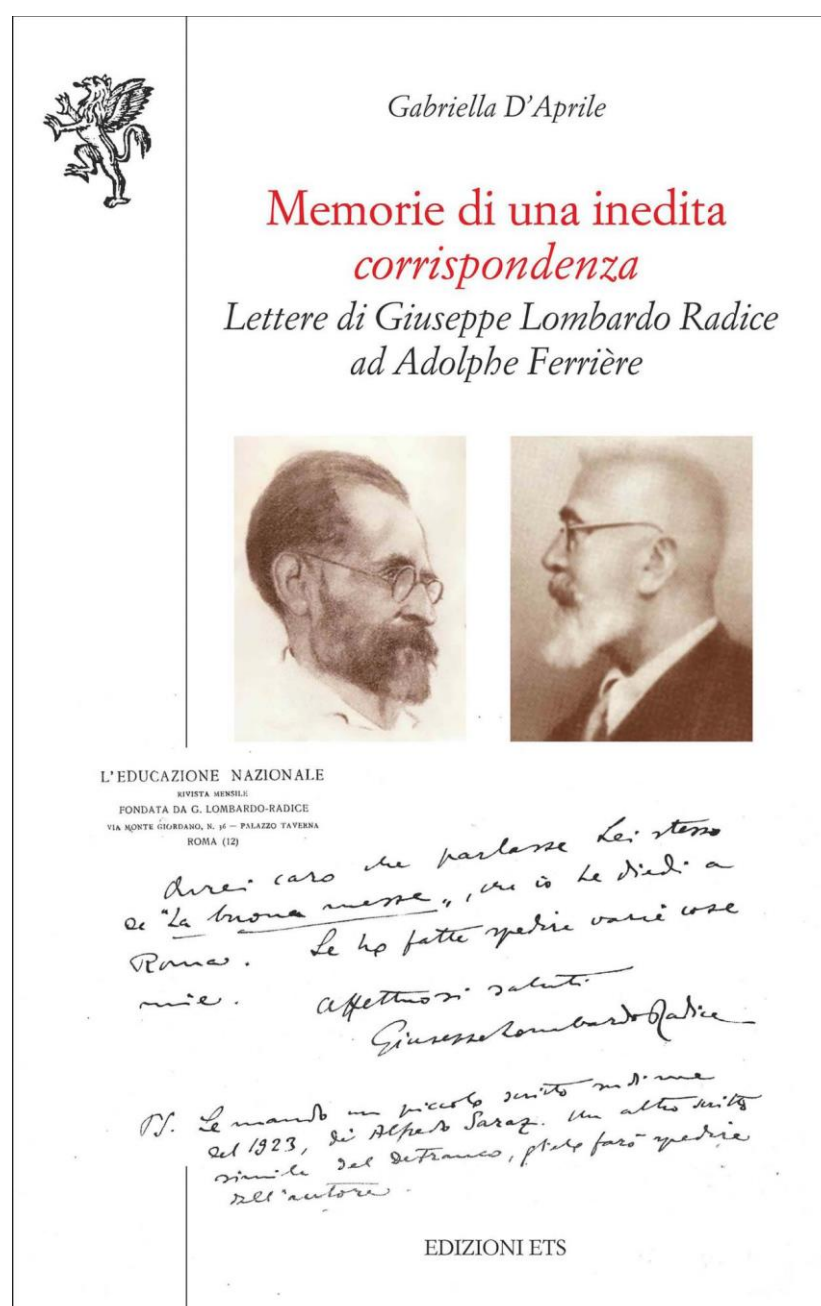 Gabriella D'Aprile
Memorie di una inedita
corrispondenza
Lettere di Giuseppe Lombardo Radice
ad Adolphe Ferrière
L'EDUCAZIONE NAZIONALE
RIVISTA MENSILE
FONDATA DA G. LOMBARDO-RADICE
VIA MONTE GIORDANO, N. 36 — PALAZZO TAVERNA
ROMA (12)
Avrei caro che parlasse Lei stesso
de "La buona messe", che io Le diedi a
Roma. Le ho fatte spedire varie cose
mie. Affettuosi saluti
Giuseppe Lombardo Radice
PS. Le mando un piccolo scritto su di me
del 1923, di Alfredo Saraz. Un altro scritto
simile del DeFranco, glielo farò spedire
dall'autore.
EDIZIONI ETS